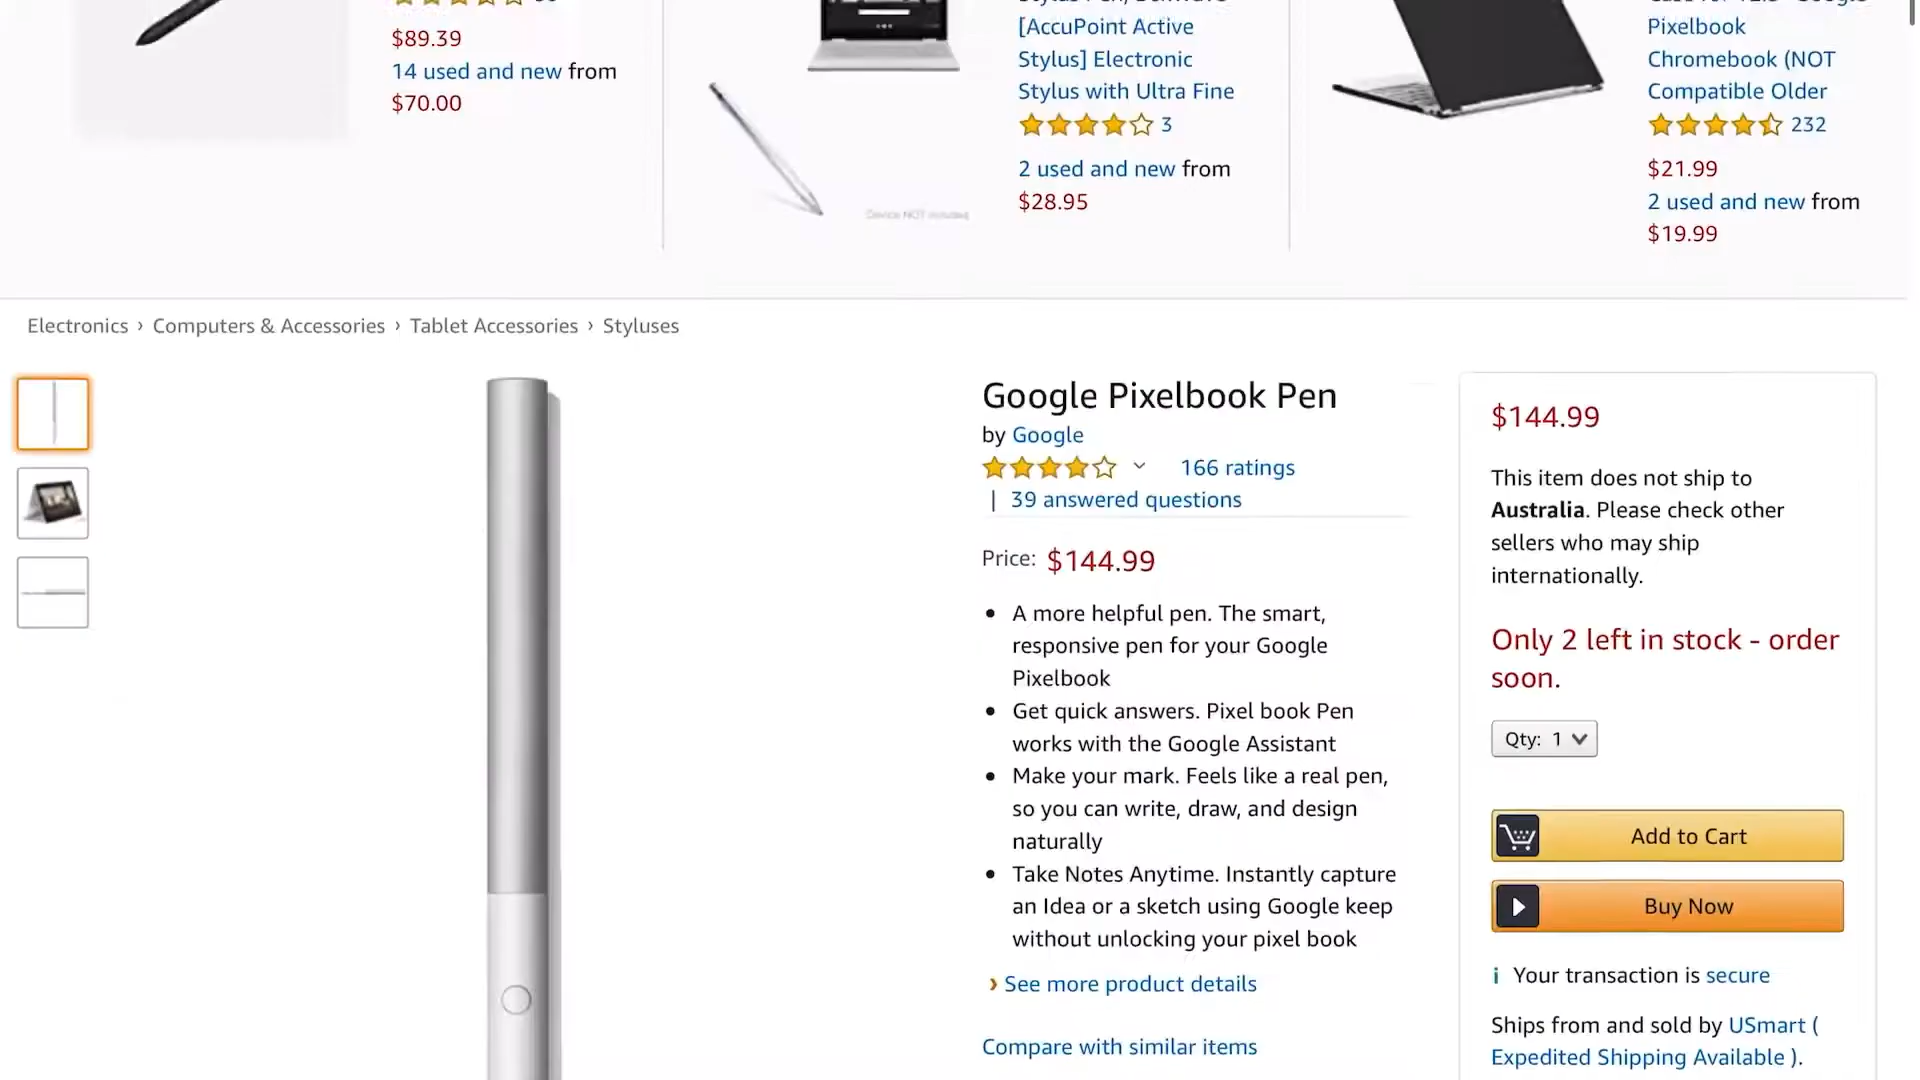 $89.39
14 used and new from
$70.00
[AccuPoint Active
Stylus] Electronic
Stylus with Ultra Fine
3
2 used and new from
$28.95
Device NOT included
Pixelbook
Chromebook (NOT
Compatible Older
232
$21.99
2 used and new from
$19.99
Electronics › Computers & Accessories › Tablet Accessories › Styluses
Google Pixelbook Pen
by Google
166 ratings
| 39 answered questions
Price: $144.99
• A more helpful pen. The smart,
responsive pen for your Google
Pixelbook
• Get quick answers. Pixel book Pen
works with the Google Assistant
• Make your mark. Feels like a real pen,
so you can write, draw, and design
naturally
• Take Notes Anytime. Instantly capture
an Idea or a sketch using Google keep
without unlocking your pixel book
› See more product details
Compare with similar items
$144.99
This item does not ship to
Australia. Please check other
sellers who may ship
internationally.
Only 2 left in stock - order
soon.
Qty: 1
Add to Cart
Buy Now
Your transaction is secure
Ships from and sold by USmart (
Expedited Shipping Available ).